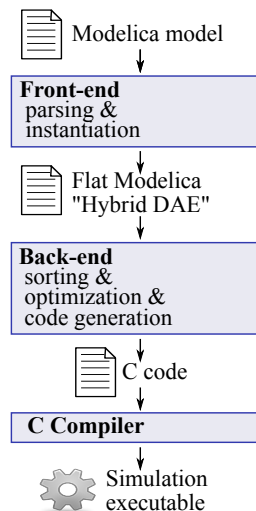 Modelica model
Front-end
parsing &
instantiation
Flat Modelica
"Hybrid DAE"
Back-end
sorting &
optimization &
code generation
C code
C Compiler
Simulation
executable